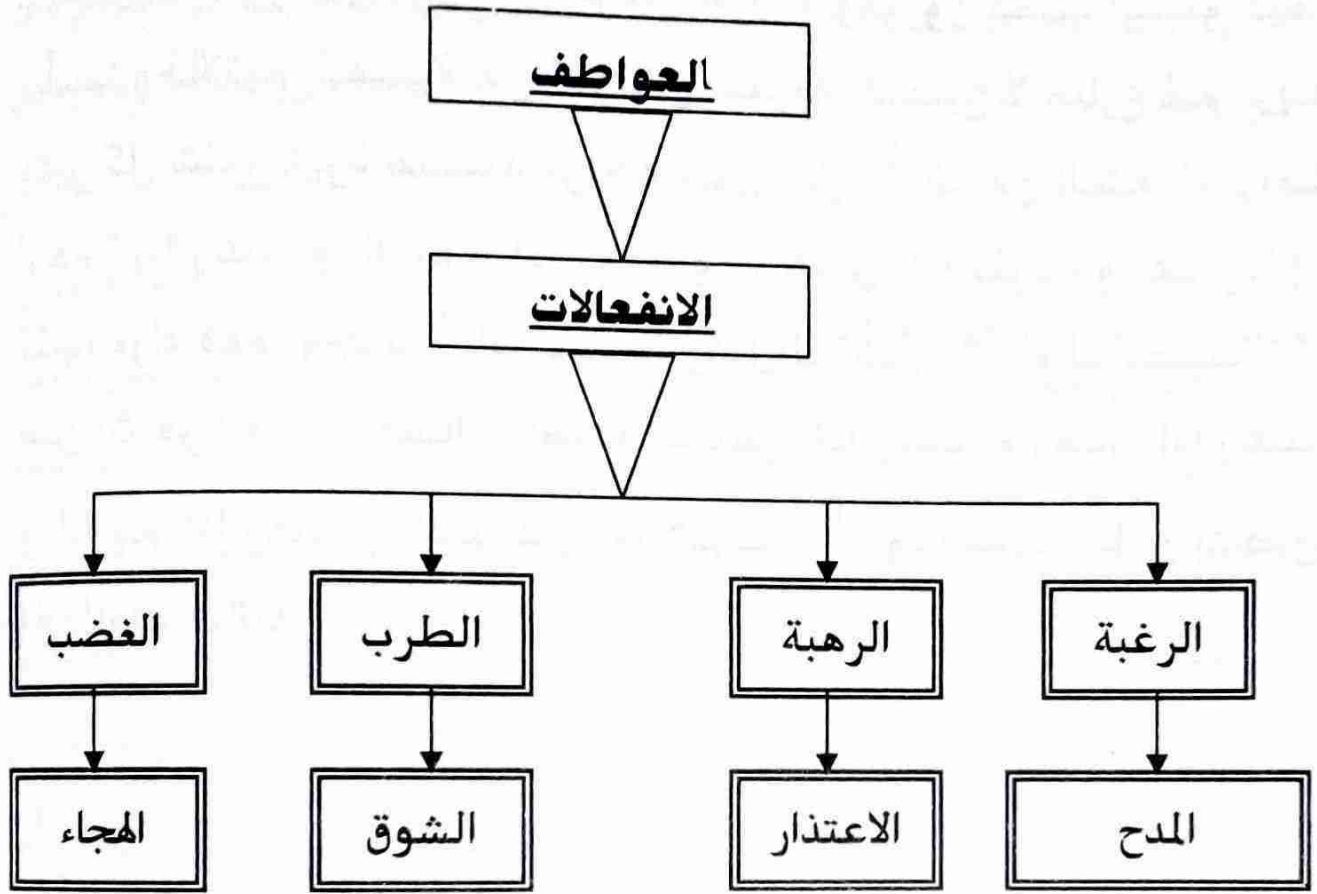 العواطف
الانفعالات
الرغبة
الرهبة
الطرب
الغضب
المدح
الاعتذار
الشوق
الهجاء